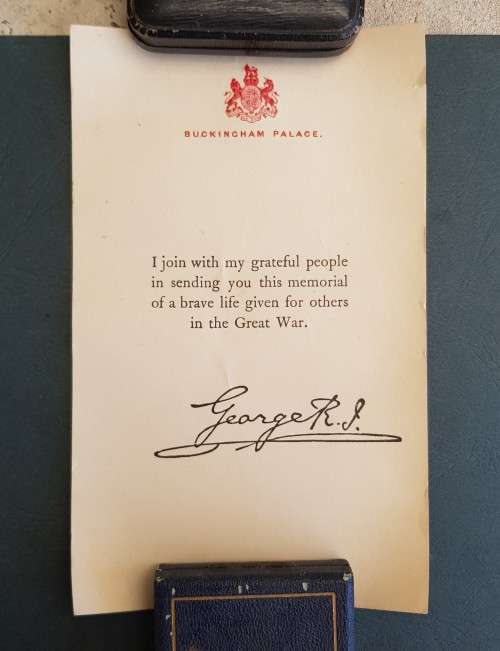 BUCKINGHAM PALACE.
I join with my grateful people
in sending you this memorial
of a brave life given for others
in the Great War.
George R.I.